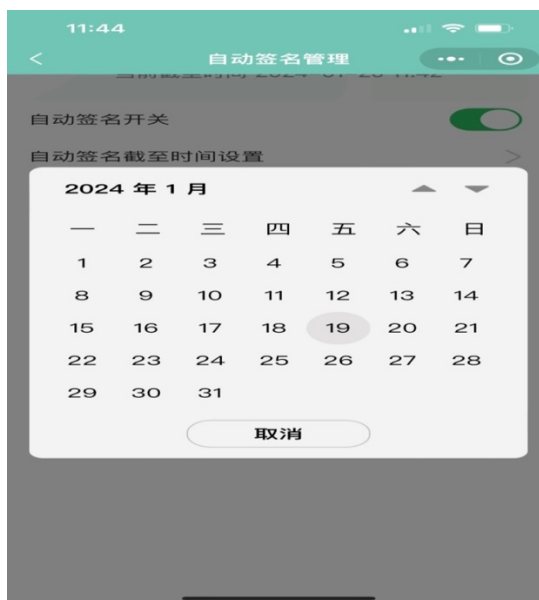 11:44
自动签名管理
自动签名开关
自动签名截至时间设置
2024 年 1 月
一 二 三 四 五 六 日
1 2 3 4 5 6 7
8 9 10 11 12 13 14
15 16 17 18 19 20 21
22 23 24 25 26 27 28
29 30 31
取消